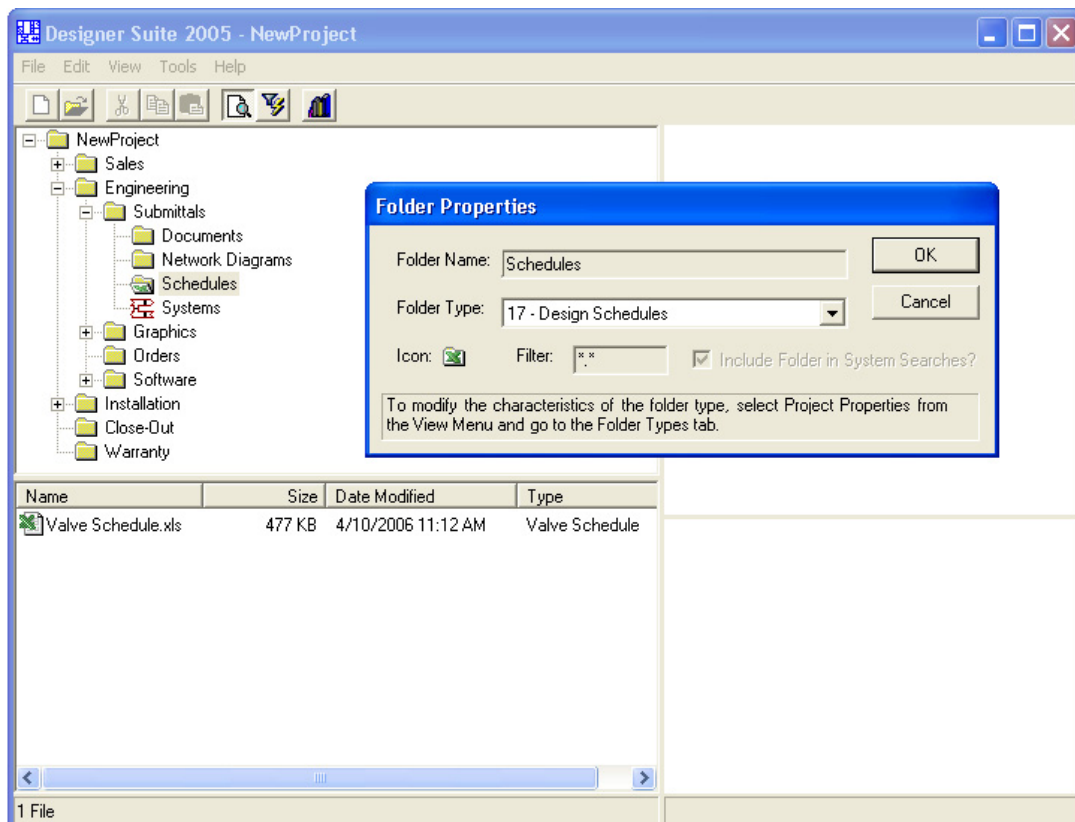 Designer Suite 2005 - NewProject
File Edit View Tools Help
NewProject
Sales
Engineering
Submittals
Documents
Network Diagrams
Schedules
Systems
Graphics
Orders
Software
Installation
Close-Out
Warranty
Folder Properties
Folder Name: Schedules
OK
Folder Type: 17 - Design Schedules
Cancel
Icon: Filter: *.* Include Folder in System Searches?
To modify the characteristics of the folder type, select Project Properties from
the View Menu and go to the Folder Types tab.
Name Size Date Modified Type
Valve Schedule.xls 477 KB 4/10/2006 11:12 AM Valve Schedule
1 File